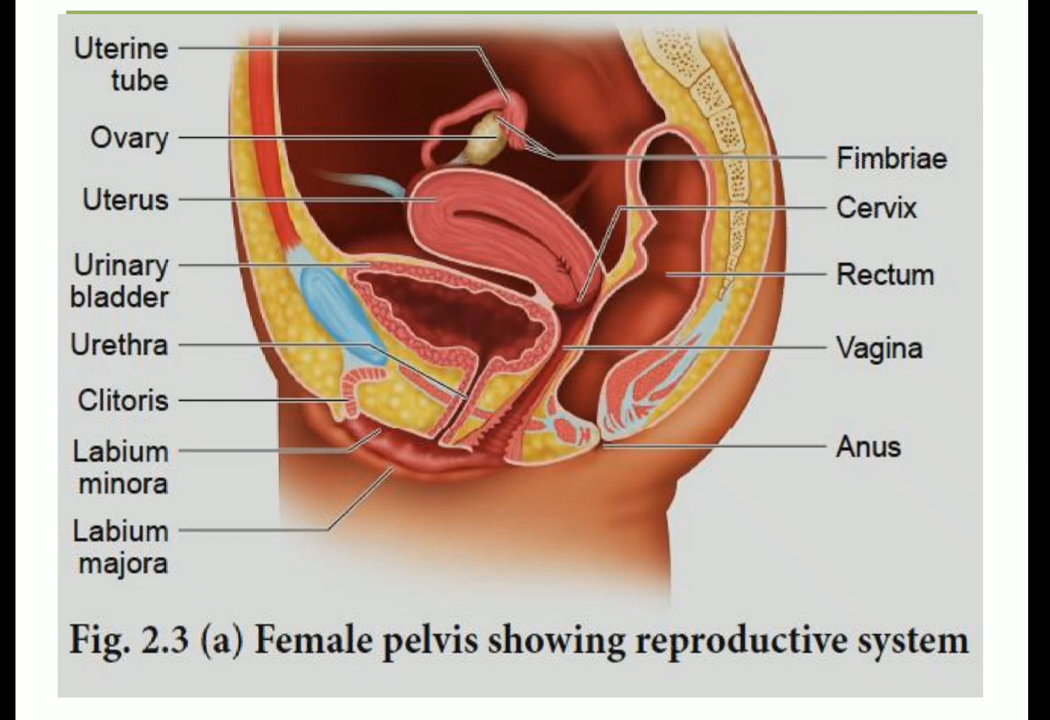 Uterine
tube
Ovary
Uterus
Urinary
bladder
Urethra
Clitoris
Labium
minora
Labium
majora
Fimbriae
Cervix
Rectum
Vagina
Anus
Fig. 2.3 (a) Female pelvis showing reproductive system